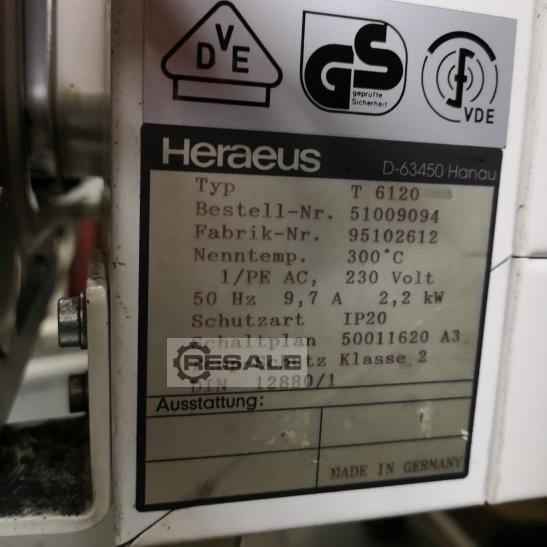 DVE
GS
geprüfte
Sicherheit
VDE
Heraeus D-63450 Hanau
Typ T 6120
Bestell-Nr. 51009094
Fabrik-Nr. 95102612
Nenntemp. 300°C
1/PE AC, 230 Volt
50 Hz 9,7 A 2,2 kW
Schutzart IP20
Schaltplan 50011620 A3
RESALE
Klasse 2
DIN 12880/1
Ausstattung:
MADE IN GERMANY